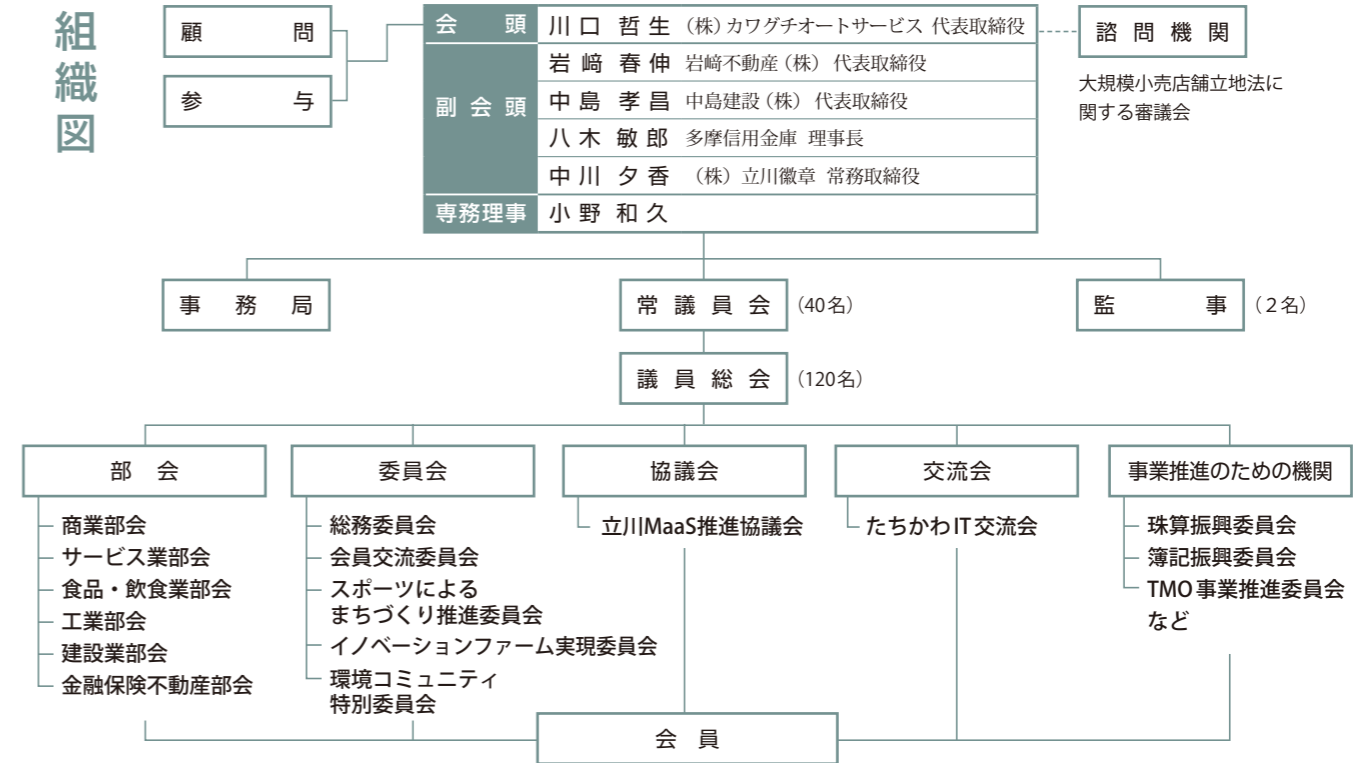 組織図
顧問
参与
会頭 川口 哲生 (株)カワグチオートサービス 代表取締役
副会頭
岩﨑 春伸 岩﨑不動産(株) 代表取締役
中島 孝昌 中島建設(株) 代表取締役
八木 敏郎 多摩信用金庫 理事長
中川 夕香 (株)立川徽章 常務取締役
専務理事 小野 和久
諮問機関
大規模小売店舗立地法に
関する審議会
事務局
常議員会 (40名)
監事 (2名)
議員総会 (120名)
部会
商業部会
サービス業部会
食品・飲食業部会
工業部会
建設業部会
金融保険不動産部会
委員会
総務委員会
会員交流委員会
スポーツによる
まちづくり推進委員会
イノベーションファーム実現委員会
環境コミュニティ
特別委員会
協議会
立川MaaS推進協議会
交流会
たちかわIT交流会
事業推進のための機関
珠算振興委員会
簿記振興委員会
TMO事業推進委員会
など
会員